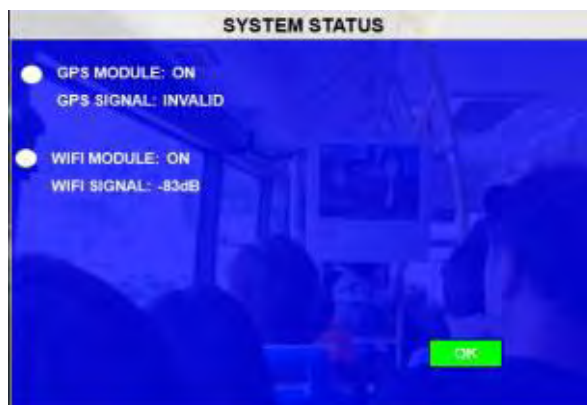 SYSTEM STATUS
GPS MODULE: ON
GPS SIGNAL: INVALID
WIFI MODULE: ON
WIFI SIGNAL: -83dB
OK